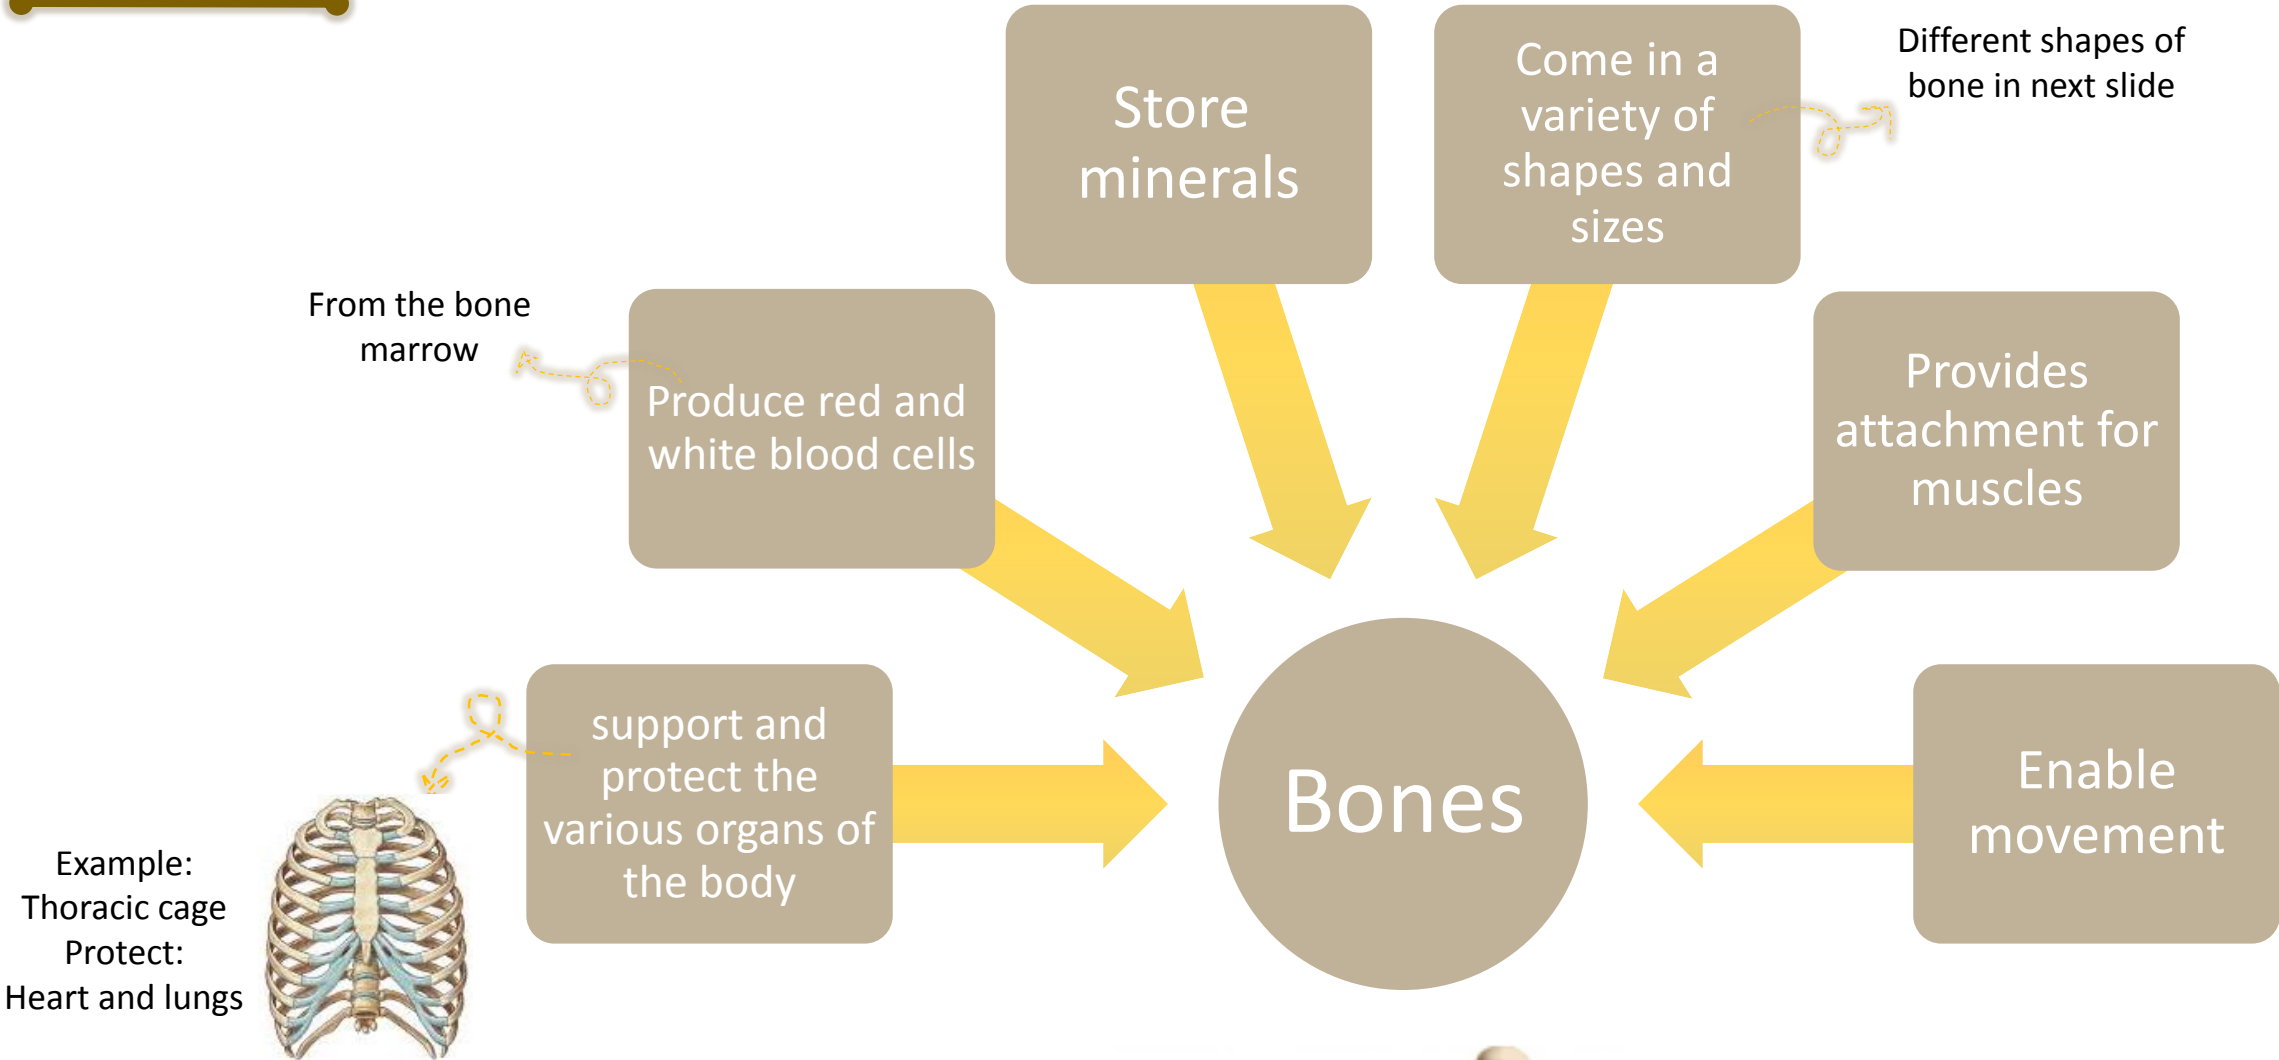 Store
minerals
Come in a
variety of
shapes and
sizes
Different shapes of
bone in next slide
From the bone
marrow
Produce red and
white blood cells
Provides
attachment for
muscles
support and
protect the
various organs of
the body
Bones
Enable
movement
Example:
Thoracic cage
Protect:
Heart and lungs